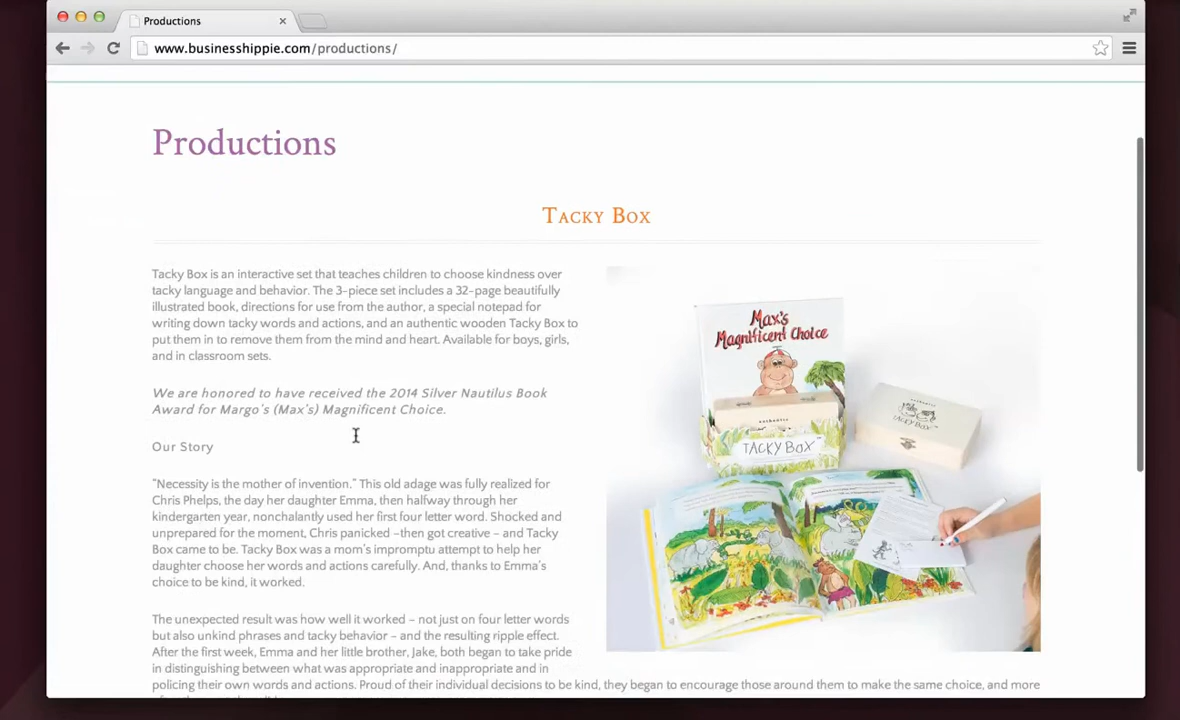 Productions
www.businesshippie.com/productions/
Productions
Tacky Box
Tacky Box is an interactive set that teaches children to choose kindness over
tacky language and behavior. The 3-piece set includes a 32-page beautifully
illustrated book, directions for use from the author, a special notepad for
writing down tacky words and actions, and an authentic wooden Tacky Box to
put them in to remove them from the mind and heart. Available for boys, girls,
and in classroom sets.
We are honored to have received the 2014 Silver Nautilus Book
Award for Margo's (Max's) Magnificent Choice.
Our Story
"Necessity is the mother of invention." This old adage was fully realized for
Chris Phelps, the day her daughter Emma, then halfway through her
kindergarten year, nonchalantly used her first four letter word. Shocked and
unprepared for the moment, Chris panicked -then got creative - and Tacky
Box came to be. Tacky Box was a mom's impromptu attempt to help her
daughter choose her words and actions carefully. And, thanks to Emma's
choice to be kind, it worked.
The unexpected result was how well it worked - not just on four letter words
but also unkind phrases and tacky behavior - and the resulting ripple effect.
After the first week, Emma and her little brother, Jake, both began to take pride
in distinguishing between what was appropriate and inappropriate and in
policing their own words and actions. Proud of their individual decisions to be kind, they began to encourage those around them to make the same choice, and more
Max's
Magnificent Choice
TACKY BOX
TACKY BOX